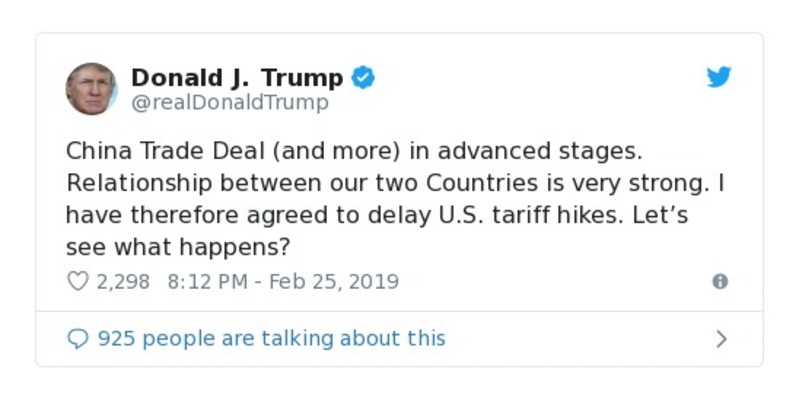 Donald J. Trump
@realDonaldTrump
China Trade Deal (and more) in advanced stages.
Relationship between our two Countries is very strong. I
have therefore agreed to delay U.S. tariff hikes. Let’s
see what happens?
2,298 8:12 PM - Feb 25, 2019
925 people are talking about this